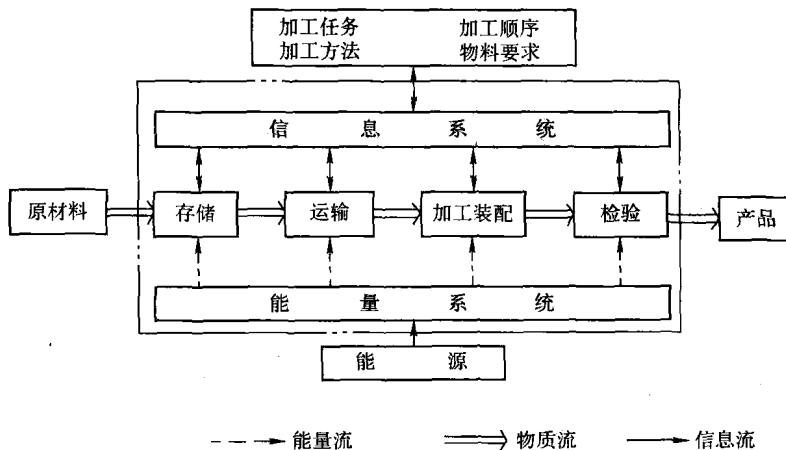 加工任务 加工顺序
加工方法 物料要求
信息系统
原材料 存储 运输 加工装配 检验 产品
能量系统
能源
能量流 物质流 信息流